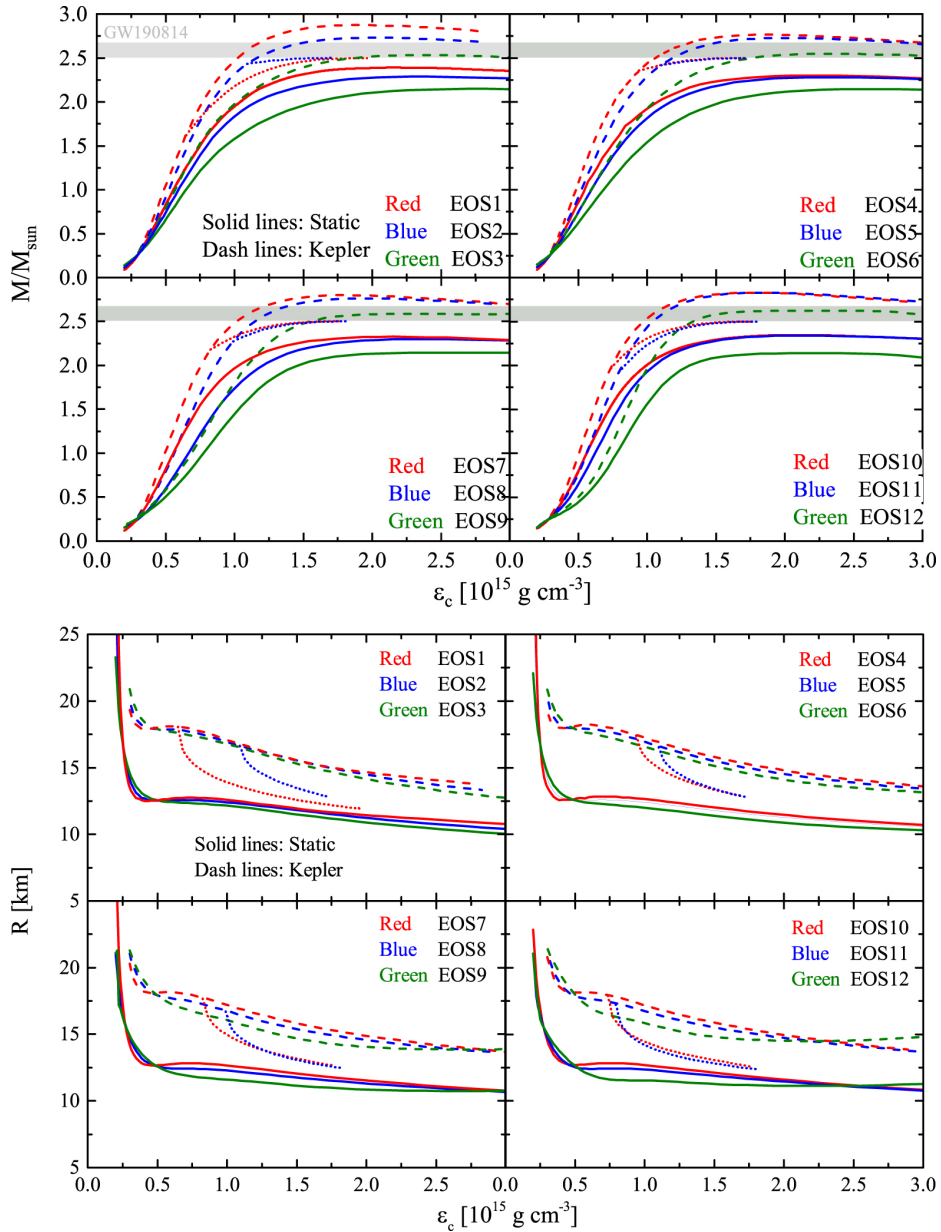 GW190814
3.0
2.5
2.0
1.5
1.0
0.5
0.0
Solid lines: Static
Dash lines: Kepler
Red EOS1
Blue EOS2
Green EOS3
Red EOS4
Blue EOS5
Green EOS6
M/M_sun
2.5
2.0
1.5
1.0
0.5
0.0
Red EOS7
Blue EOS8
Green EOS9
Red EOS10
Blue EOS11
Green EOS12
0.0 0.5 1.0 1.5 2.0 2.5 0.0 0.5 1.0 1.5 2.0 2.5 3.0
ε_c [10^15 g cm^-3]
25
20
15
10
5
Red EOS1
Blue EOS2
Green EOS3
Solid lines: Static
Dash lines: Kepler
Red EOS4
Blue EOS5
Green EOS6
R [km]
20
15
10
5
Red EOS7
Blue EOS8
Green EOS9
Red EOS10
Blue EOS11
Green EOS12
0.0 0.5 1.0 1.5 2.0 2.5 0.0 0.5 1.0 1.5 2.0 2.5 3.0
ε_c [10^15 g cm^-3]